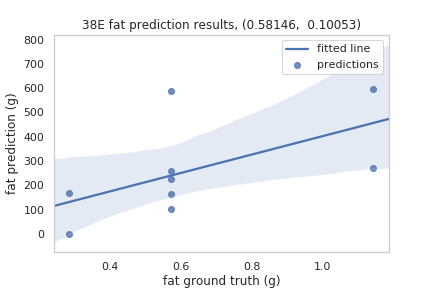 38E fat prediction results, (0.58146,  0.10053)
fitted line
predictions
fat prediction (g)
800
700
600
500
400
300
200
100
0
0.4 0.6 0.8 1.0
fat ground truth (g)